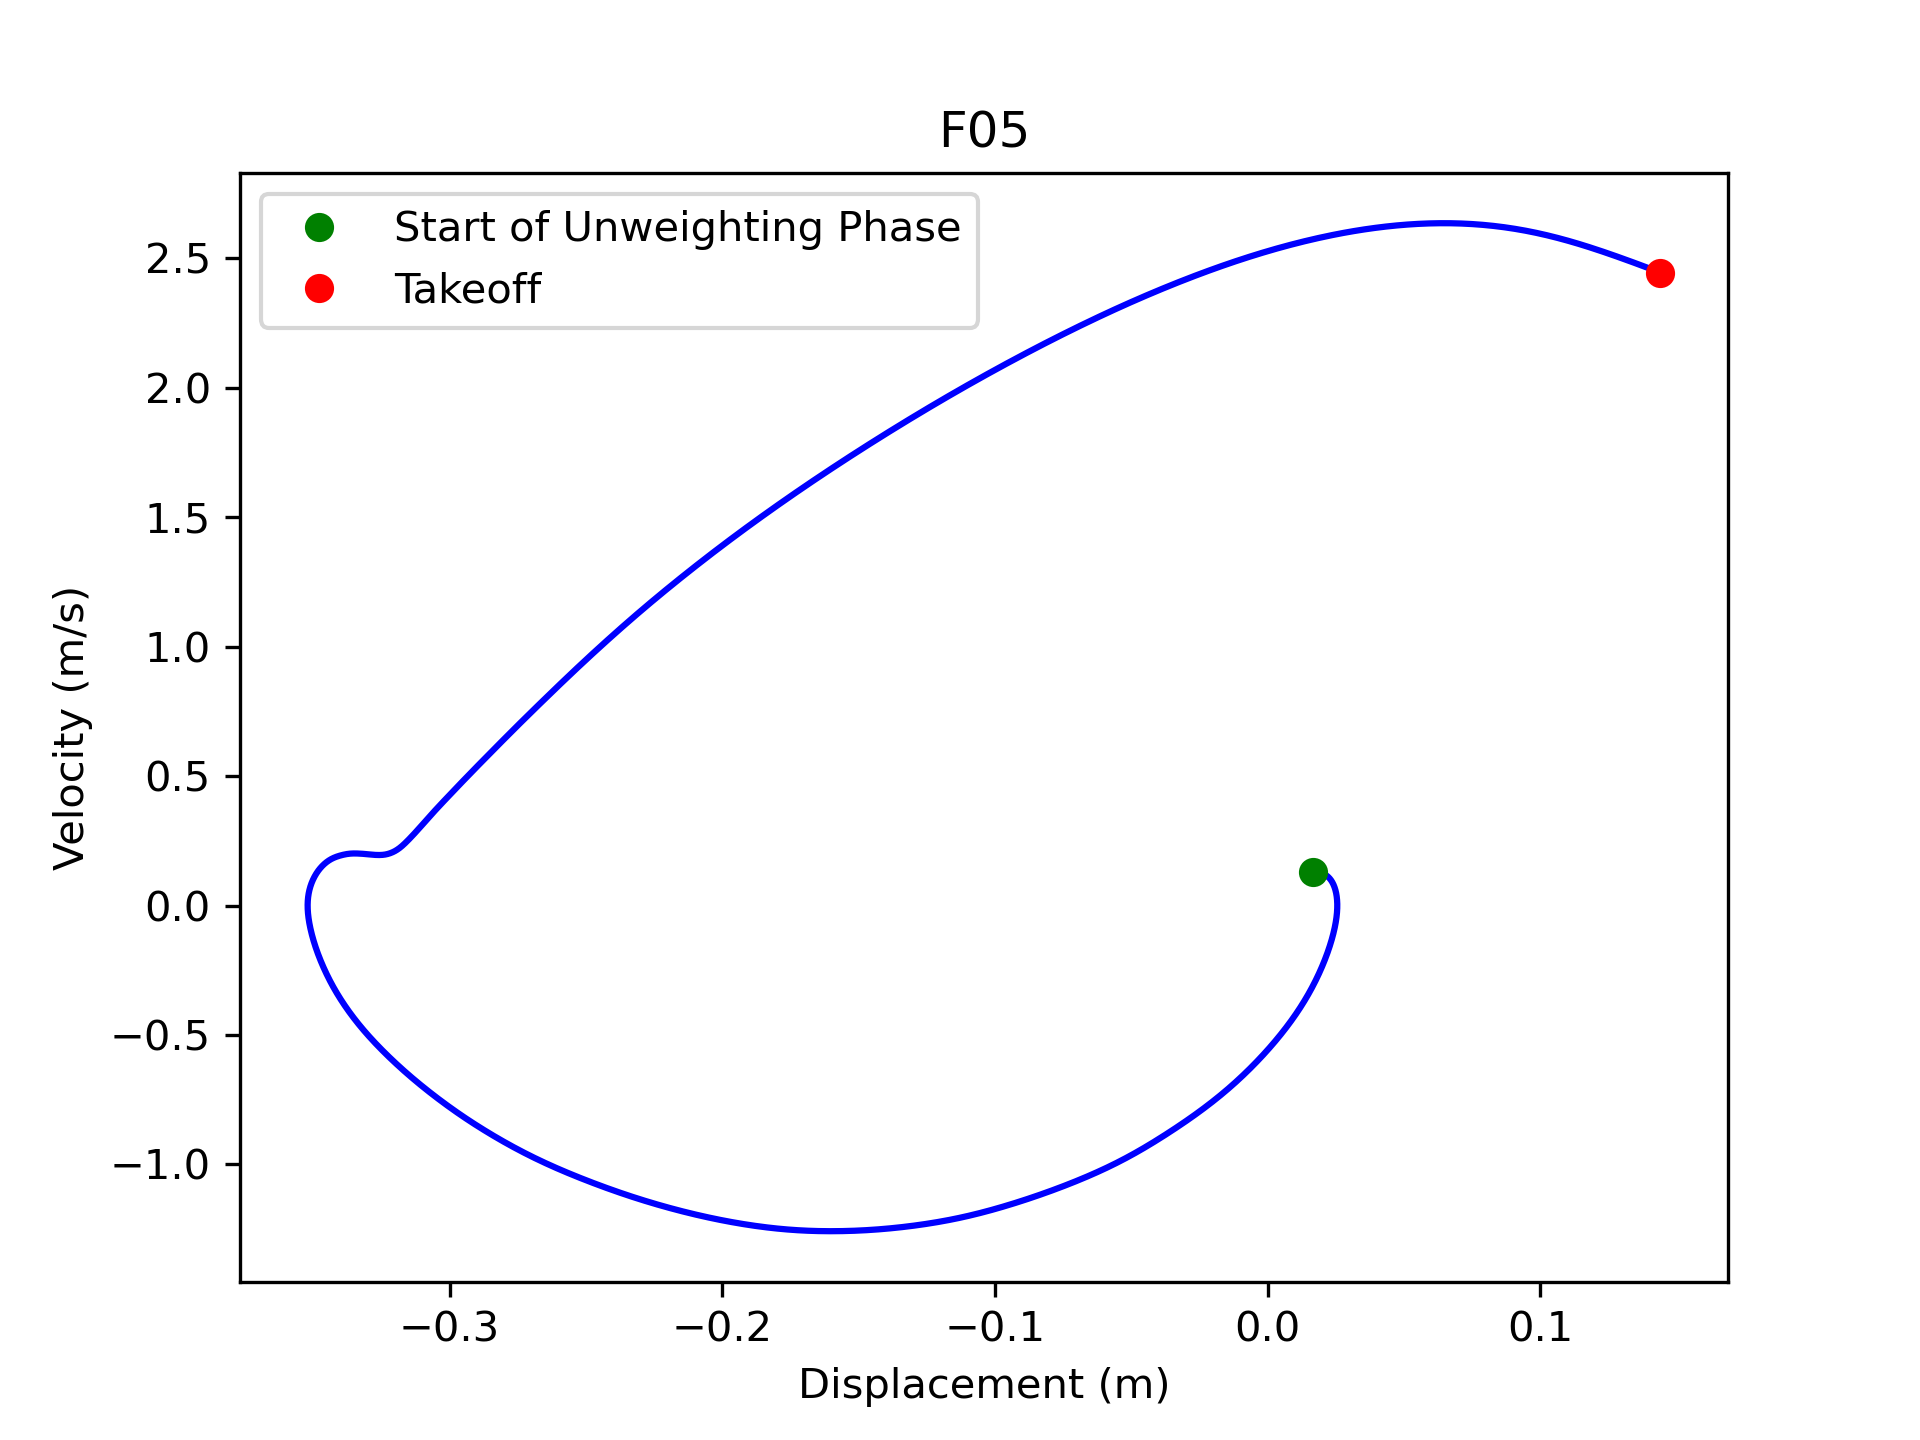 F05
Start of Unweighting Phase
Takeoff
2.5
2.0
1.5
1.0
0.5
0.0
−0.5
−1.0
Velocity (m/s)
−0.3
−0.2
−0.1
0.0
0.1
Displacement (m)